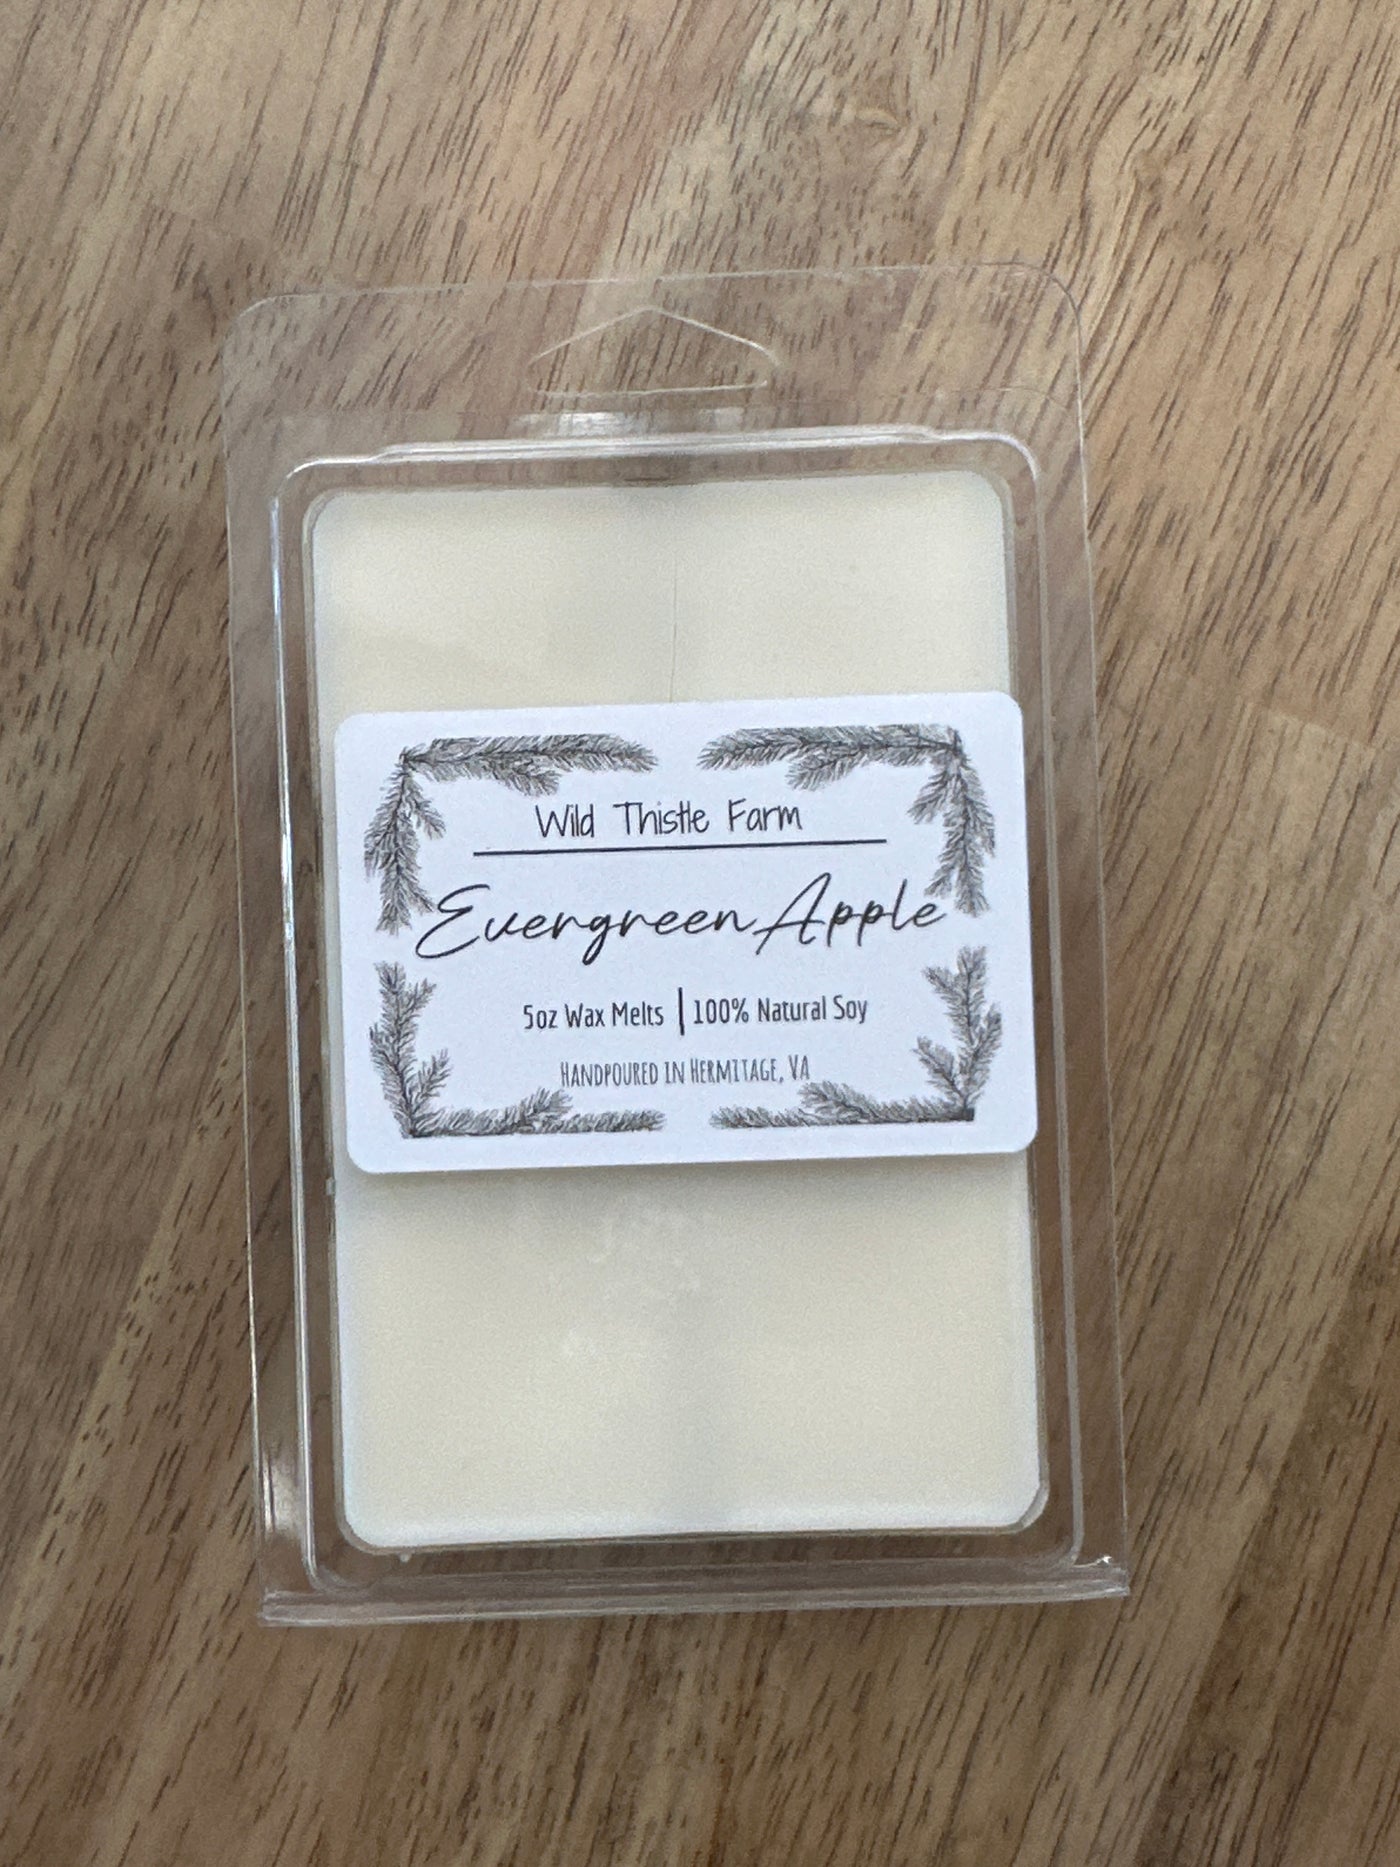 Wild Thistle Farm
Evergreen Apple
5oz Wax Melts | 100% Natural Soy
HANDPOURED IN HERMITAGE, VA